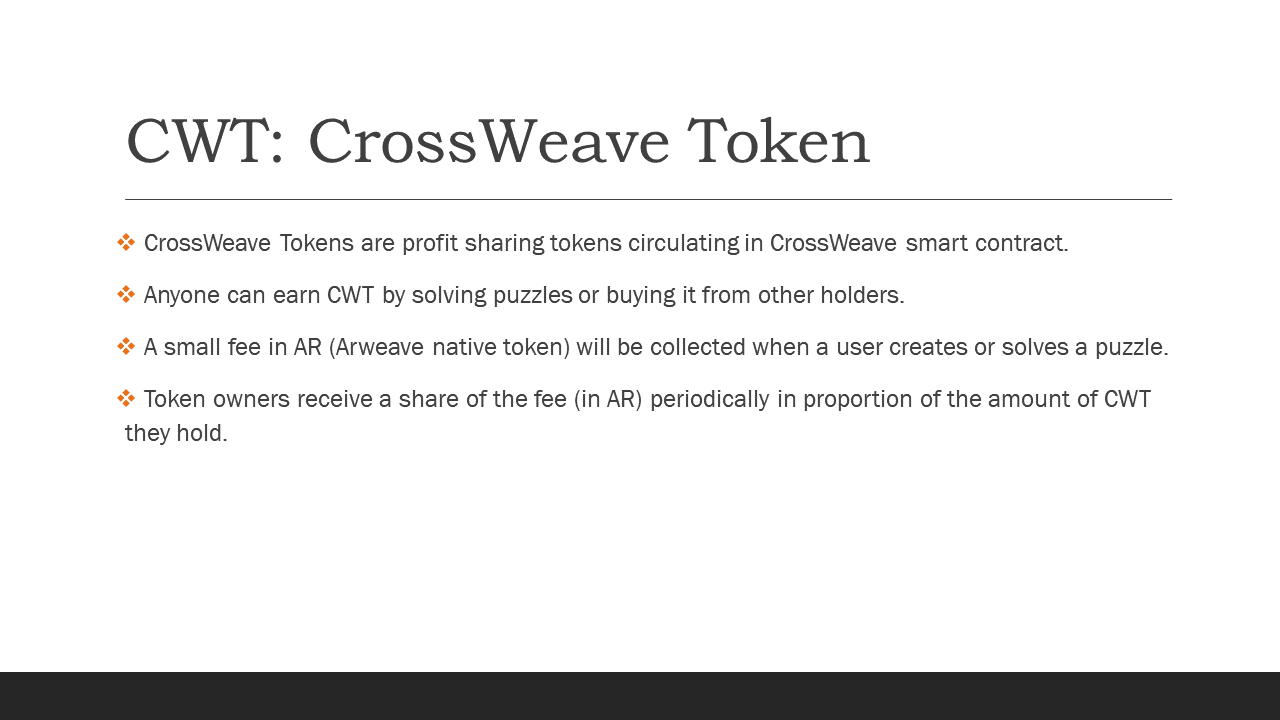 CWT: CrossWeave Token
❖ CrossWeave Tokens are profit sharing tokens circulating in CrossWeave smart contract.
❖ Anyone can earn CWT by solving puzzles or buying it from other holders.
❖ A small fee in AR (Arweave native token) will be collected when a user creates or solves a puzzle.
❖ Token owners receive a share of the fee (in AR) periodically in proportion of the amount of CWT
they hold.